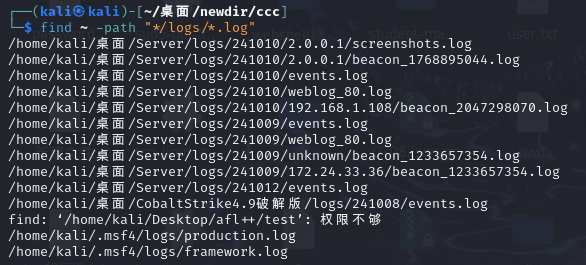 ┌──(kali㉿kali)-[~/桌面/newdir/ccc]
└─$ find ~ -path "*/logs/*.log"
/home/kali/桌面/Server/logs/241010/2.0.0.1/screenshots.log
/home/kali/桌面/Server/logs/241010/2.0.0.1/beacon_1768895044.log
/home/kali/桌面/Server/logs/241010/events.log
/home/kali/桌面/Server/logs/241010/weblog_80.log
/home/kali/桌面/Server/logs/241010/192.168.1.108/beacon_2047298070.log
/home/kali/桌面/Server/logs/241009/events.log
/home/kali/桌面/Server/logs/241009/weblog_80.log
/home/kali/桌面/Server/logs/241009/unknown/beacon_1233657354.log
/home/kali/桌面/Server/logs/241009/172.24.33.36/beacon_1233657354.log
/home/kali/桌面/Server/logs/241012/events.log
/home/kali/桌面/CobaltStrike4.9破解版/logs/241008/events.log
find: ‘/home/kali/Desktop/afl++/test’: 权限不够
/home/kali/.msf4/logs/production.log
/home/kali/.msf4/logs/framework.log